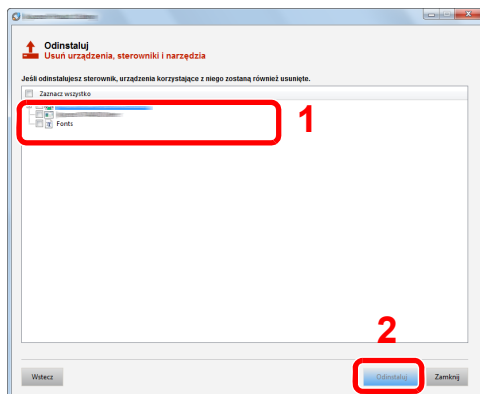 Odinstaluj
Usuń urządzenia, sterowniki i narzędzia
Jeśli odinstalujesz sterownik, urządzenia korzystające z niego zostaną również usunięte.
Zaznacz wszystko
1
Fonts
2
Wstecz
Odinstaluj
Zamknij